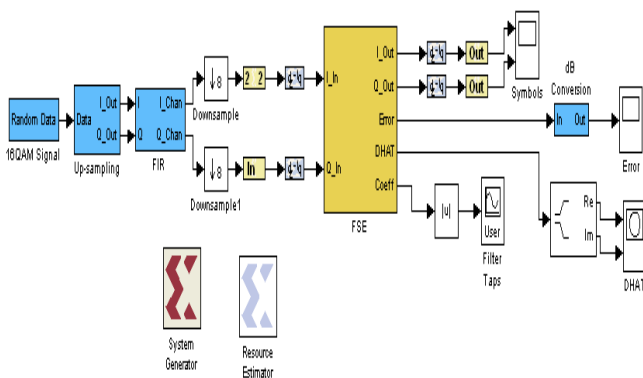 Random Data
16QAM Signal
Data
I_Out
Q_Out
Up-sampling
I
Q
I_Chan
Q_Chan
FIR
↓8
Downsample
↓8
Downsample1
2 2
In
I_In
Q_In
I_Out
Q_Out
Error
DHAT
Coeff
FSE
Out
Out
Symbols
dB
Conversion
In Out
Error
|u|
User
Filter
Taps
Re
Im
DHAT
System
Generator
Resource
Estimator